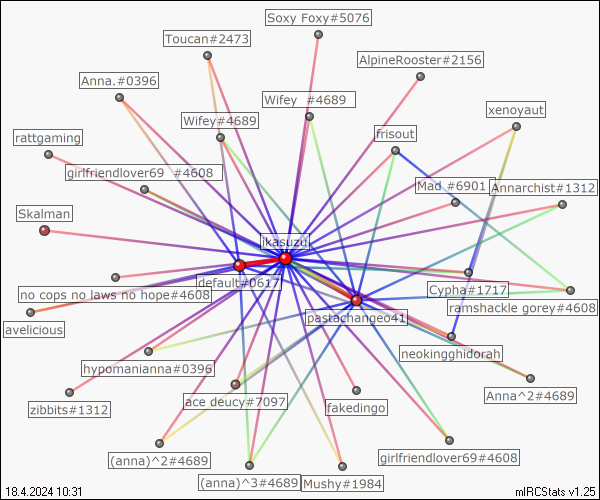 Soxy Foxy#5076
Toucan#2473
AlpineRooster#2156
Anna.#0396
Wifey #4689
xenoyaut
Wifey#4689
frisout
rattgaming
girlfriendlover69 #4608
Mad #6901
Annarchist#1312
Skalman
ikasuzu
default#0617
Cypha#1717
no cops no laws no hope#4608
ramshackle gorey#4608
pastachangeo41
avelicious
neokingghidorah
hypomanianna#0396
Anna^2#4689
zibbits#1312
ace deucy#7097
fakedingo
(anna)^2#4689
girlfriendlover69#4608
(anna)^3#4689
Mushy#1984
18.4.2024 10:31
mIRCStats v1.25